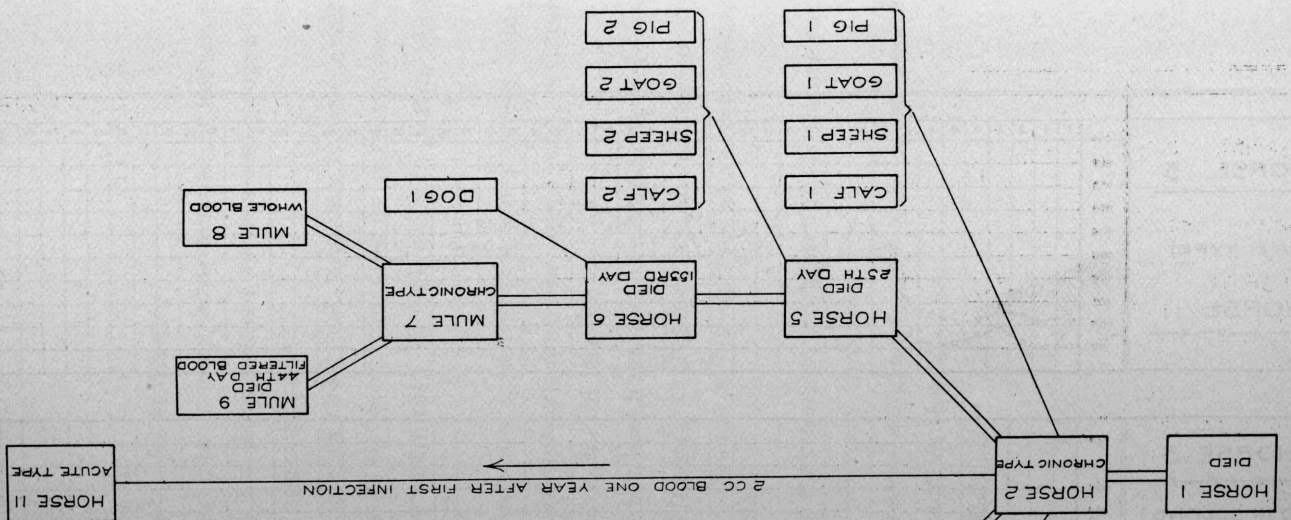 HORSE 1
DIED
HORSE 2
CHRONIC TYPE
2 CC BLOOD ONE YEAR AFTER FIRST INFECTION
HORSE 11
ACUTE TYPE
HORSE 5
DIED
25TH DAY
HORSE 6
DIED
153RD DAY
MULE 7
CHRONIC TYPE
MULE 9
DIED
44TH DAY
FILTERED BLOOD
MULE 8
WHOLE BLOOD
CALF 1
SHEEP 1
GOAT 1
PIG 1
CALF 2
SHEEP 2
GOAT 2
PIG 2
DOG 1